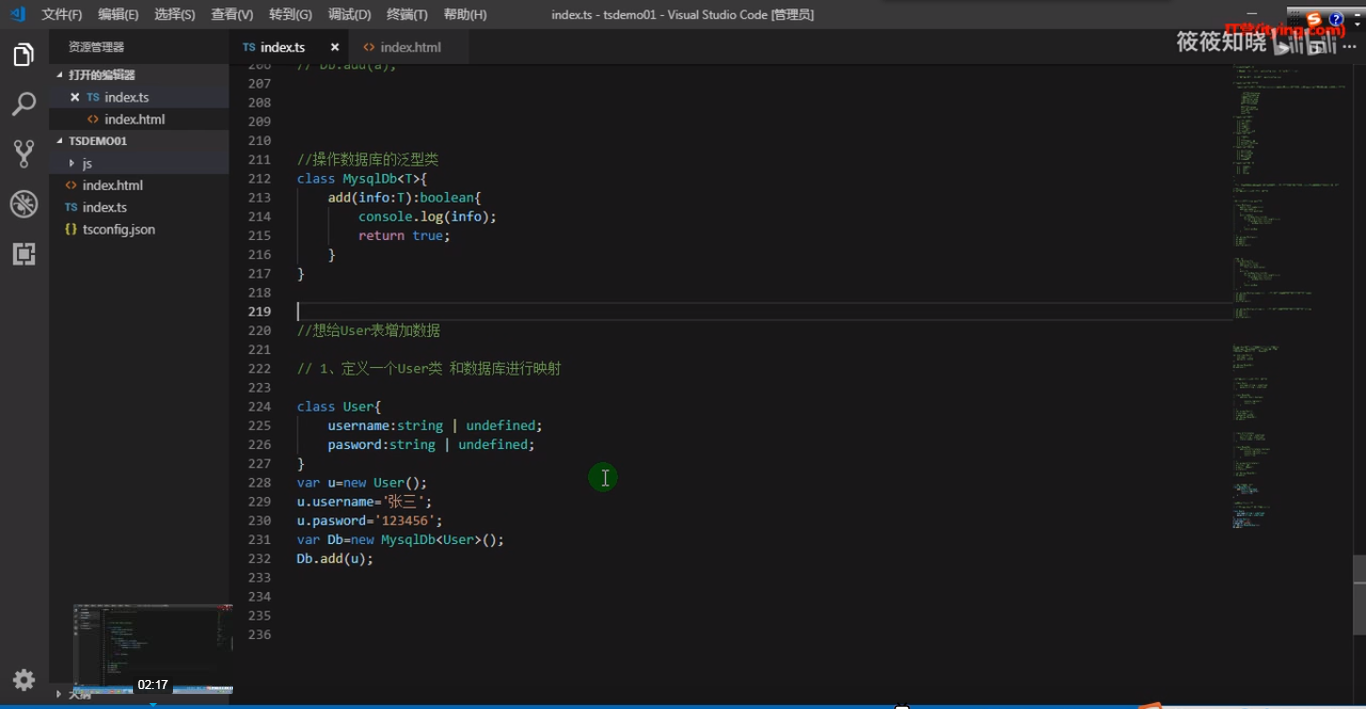 文件(F) 编辑(E) 选择(S) 查看(V) 转到(G) 调试(D) 终端(T) 帮助(H) index.ts - tsdemo01 - Visual Studio Code [管理员]
IT营(itying.com)
筱筱知晓 bilibili
资源管理器
打开的编辑器
TS index.ts
<> index.html
TSDEMO01
js
<> index.html
TS index.ts
{} tsconfig.json
大纲
02:17
TS index.ts × <> index.html
206 // Db.add(a);
207
208
209
210
211 //操作数据库的泛型类
212 class MysqlDb<T>{
213 add(info:T):boolean{
214 console.log(info);
215 return true;
216 }
217 }
218
219
220 //想给User表增加数据
221
222 // 1、定义一个User类 和数据库进行映射
223
224 class User{
225 username:string | undefined;
226 pasword:string | undefined;
227 }
228 var u=new User();
229 u.username='张三';
230 u.pasword='123456';
231 var Db=new MysqlDb<User>();
232 Db.add(u);
233
234
235
236